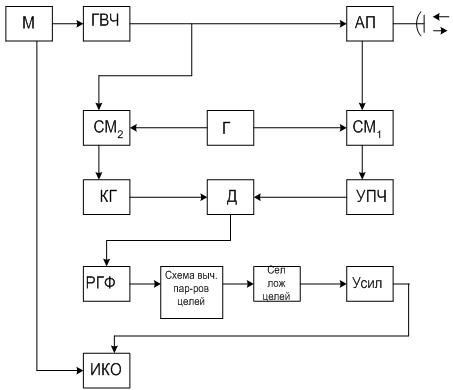 М
ГВЧ
АП
СМ2
Г
СМ1
КГ
Д
УПЧ
РГФ
Схема выч.
пар-ров
целей
Сел
лож
целей
Усил
ИКО